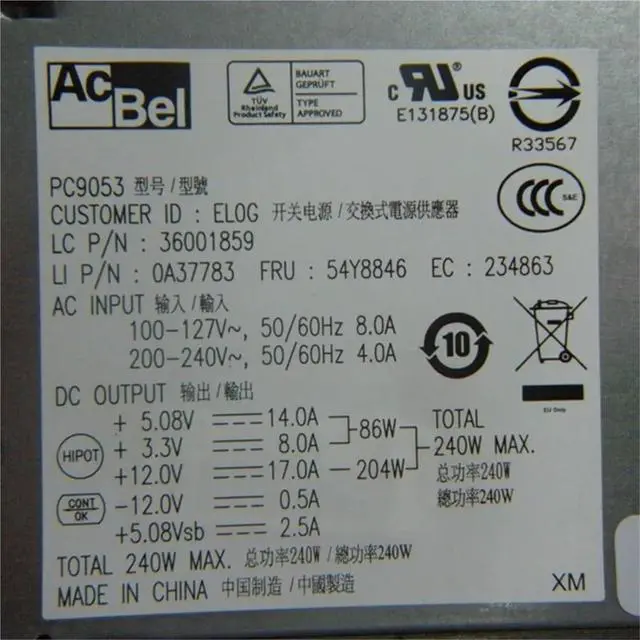 AcBel
TÜV
Rheinland
Product Safety
BAUART
GEPRÜFT
TYPE
APPROVED
C RU US
E131875(B)
R33567
PC9053 型号 / 型號
CCC S&E
CUSTOMER ID : ELOG 开关电源 / 交換式電源供應器
LC P/N : 36001859
LI P/N : 0A37783 FRU : 54Y8846 EC : 234863
AC INPUT 输入 / 輸入
100-127V~, 50/60Hz 8.0A
200-240V~, 50/60Hz 4.0A
10
EU Only
DC OUTPUT 输出 / 輸出
+ 5.08V 14.0A
+ 3.3V 8.0A
86W
+12.0V 17.0A 204W
-12.0V 0.5A
+5.08Vsb 2.5A
HIPOT
CONT
OK
TOTAL
240W MAX.
总功率240W
總功率240W
TOTAL 240W MAX. 总功率240W / 總功率240W
MADE IN CHINA 中国制造 / 中國製造
XM